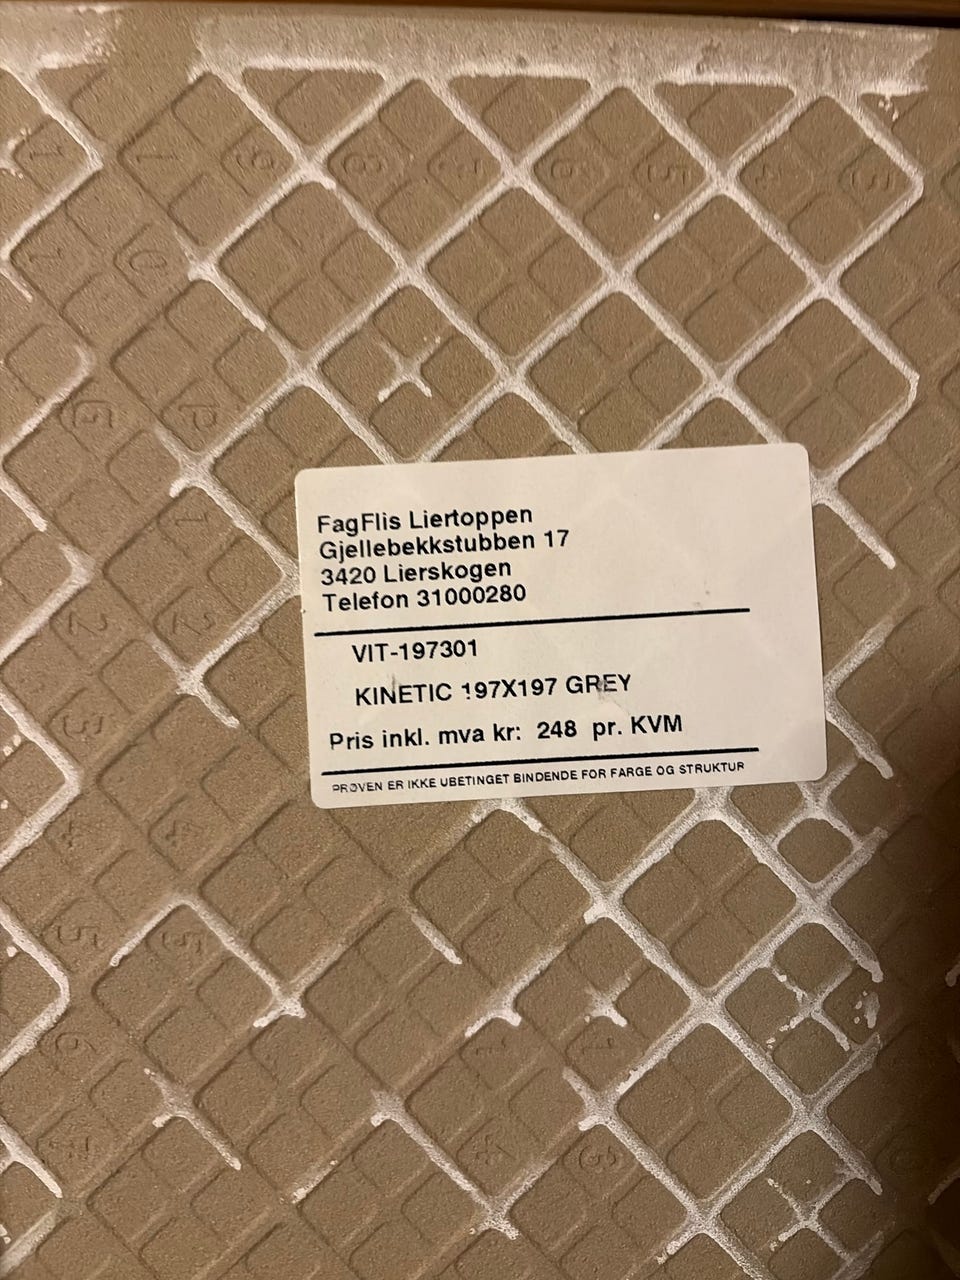 FagFlis Liertoppen
Gjellebekkstubben 17
3420 Lierskogen
Telefon 31000280
VIT-197301
KINETIC 197X197 GREY
Pris inkl. mva kr: 248 pr. KVM
PRØVEN ER IKKE UBETINGET BINDENDE FOR FARGE OG STRUKTUR